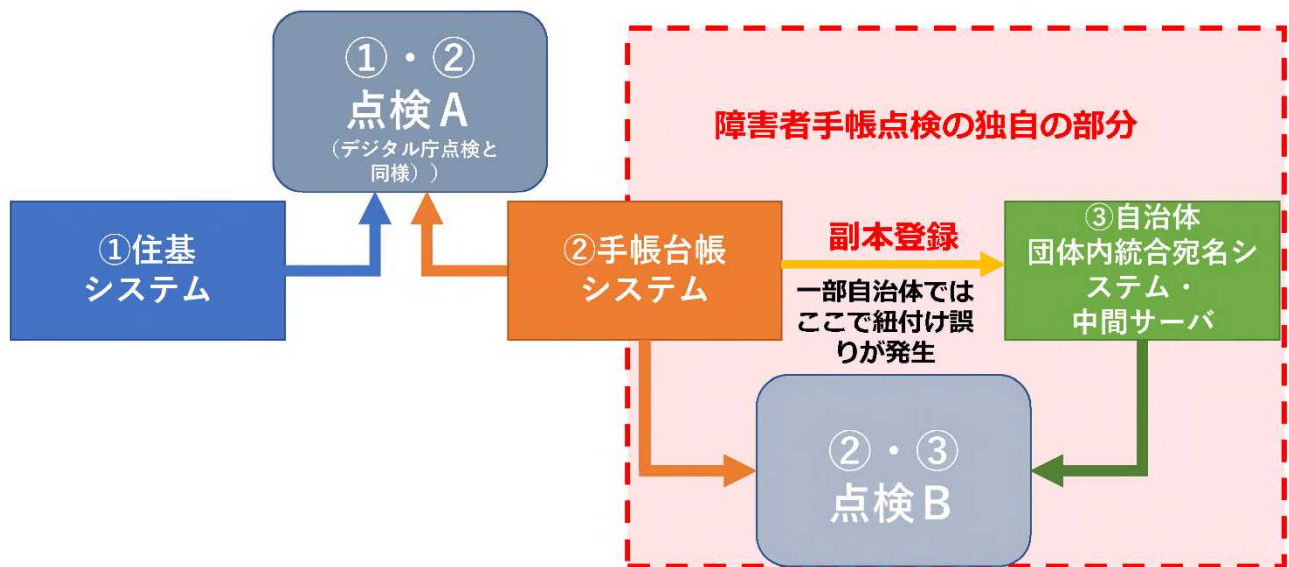 ①・②
点検A
(デジタル庁点検と
同様))
障害者手帳点検の独自の部分
①住基
システム
②手帳台帳
システム
副本登録
一部自治体では
ここで紐付け誤
りが発生
③自治体
団体内統合宛名シ
ステム・
中間サーバ
②・③
点検B